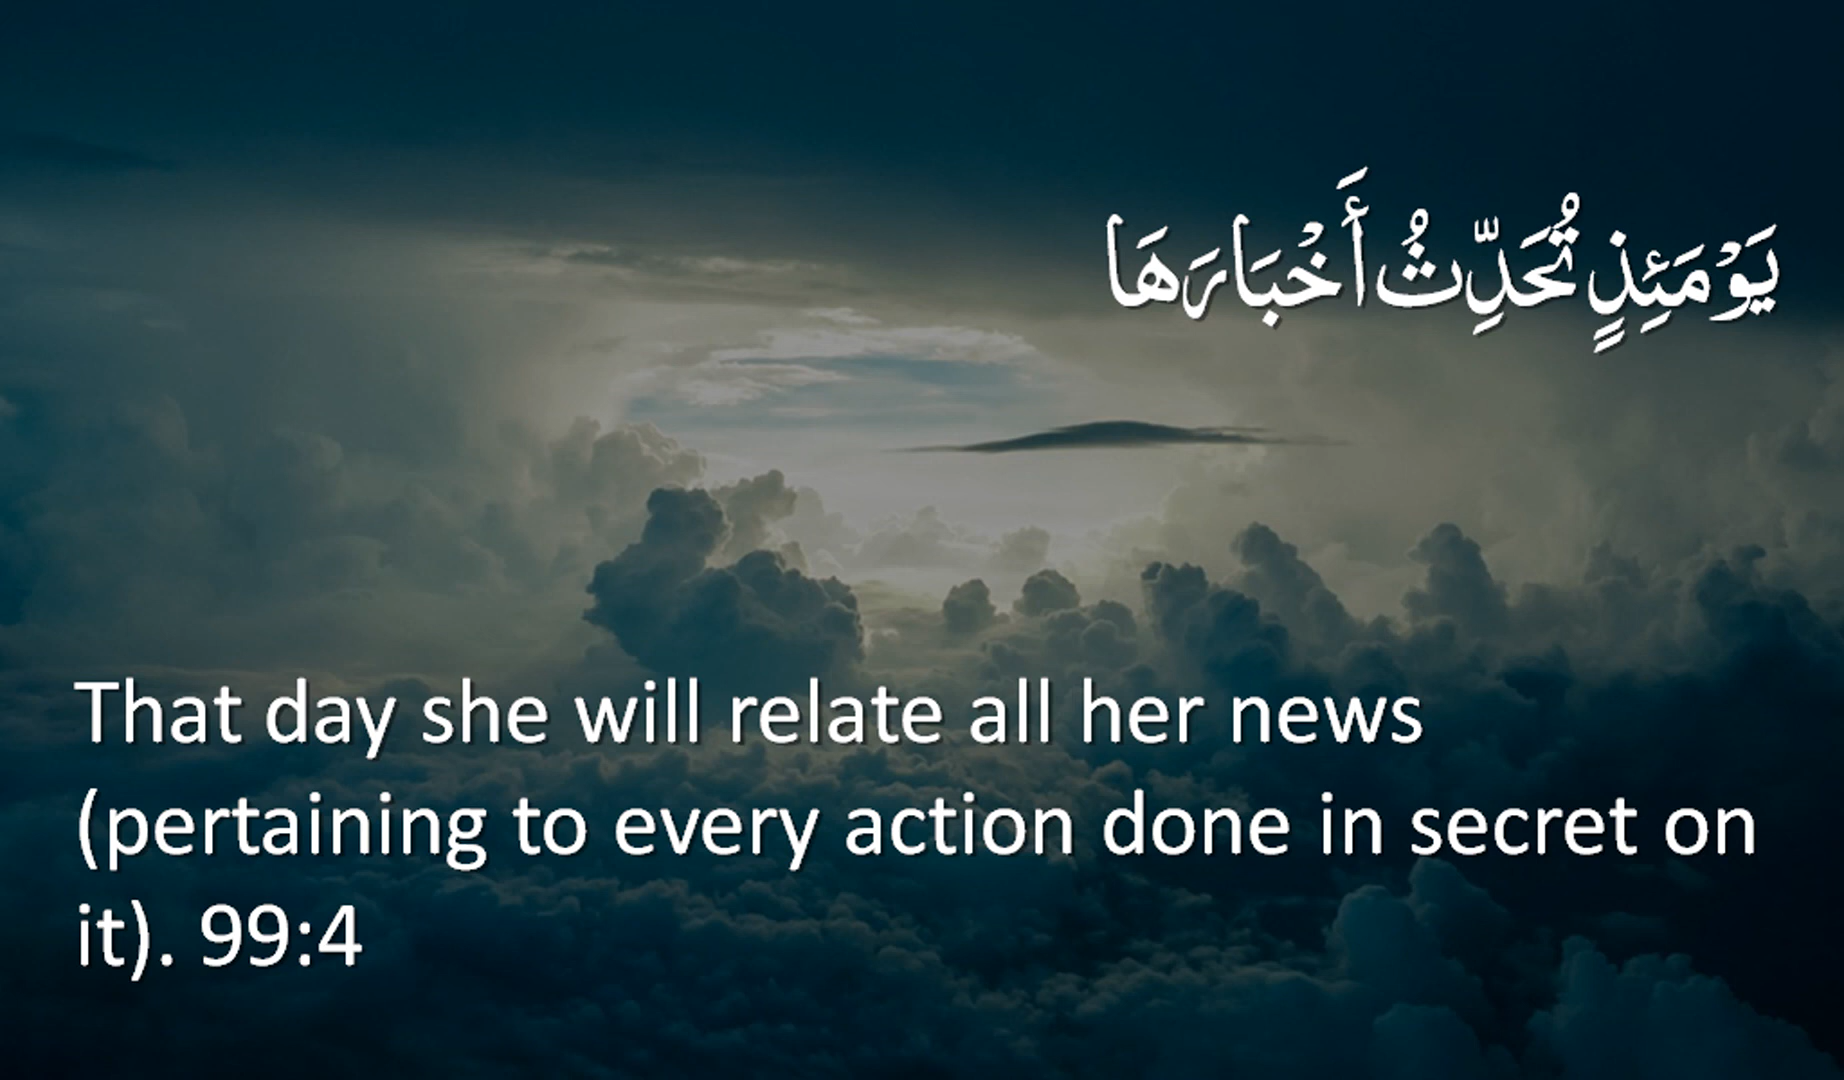 يَوْمَئِذٍ تُحَدِّثُ أَخْبَارَهَا
That day she will relate all her news
(pertaining to every action done in secret on
it). 99:4